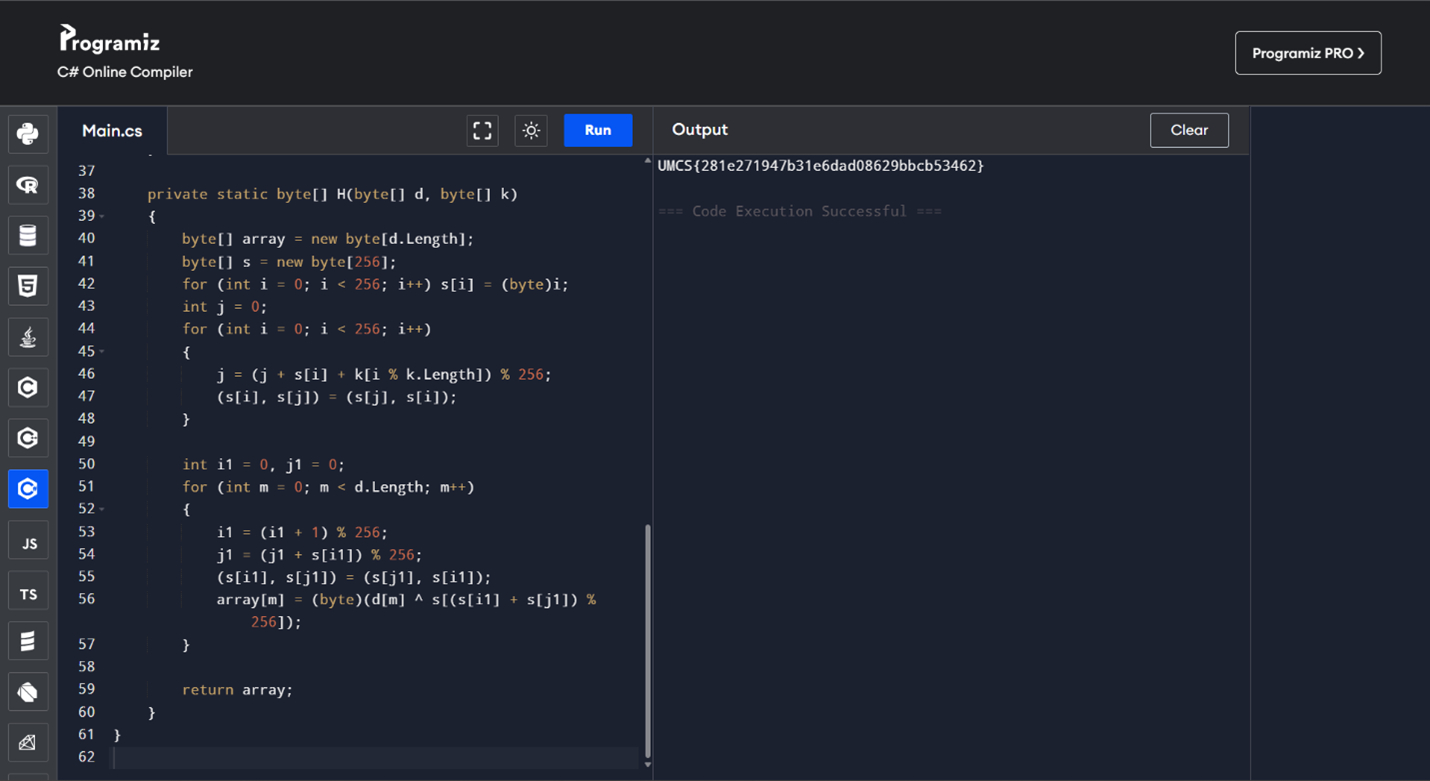 Programiz
C# Online Compiler
Programiz PRO ❯
Main.cs
Run
Output
Clear
37
38 private static byte[] H(byte[] d, byte[] k)
39 {
40 byte[] array = new byte[d.Length];
41 byte[] s = new byte[256];
42 for (int i = 0; i < 256; i++) s[i] = (byte)i;
43 int j = 0;
44 for (int i = 0; i < 256; i++)
45 {
46 j = (j + s[i] + k[i % k.Length]) % 256;
47 (s[i], s[j]) = (s[j], s[i]);
48 }
49
50 int i1 = 0, j1 = 0;
51 for (int m = 0; m < d.Length; m++)
52 {
53 i1 = (i1 + 1) % 256;
54 j1 = (j1 + s[i1]) % 256;
55 (s[i1], s[j1]) = (s[j1], s[i1]);
56 array[m] = (byte)(d[m] ^ s[(s[i1] + s[j1]) %
256]);
57 }
58
59 return array;
60 }
61 }
62
UMCS{281e271947b31e6dad08629bbcb53462}
=== Code Execution Successful ===
JS
TS